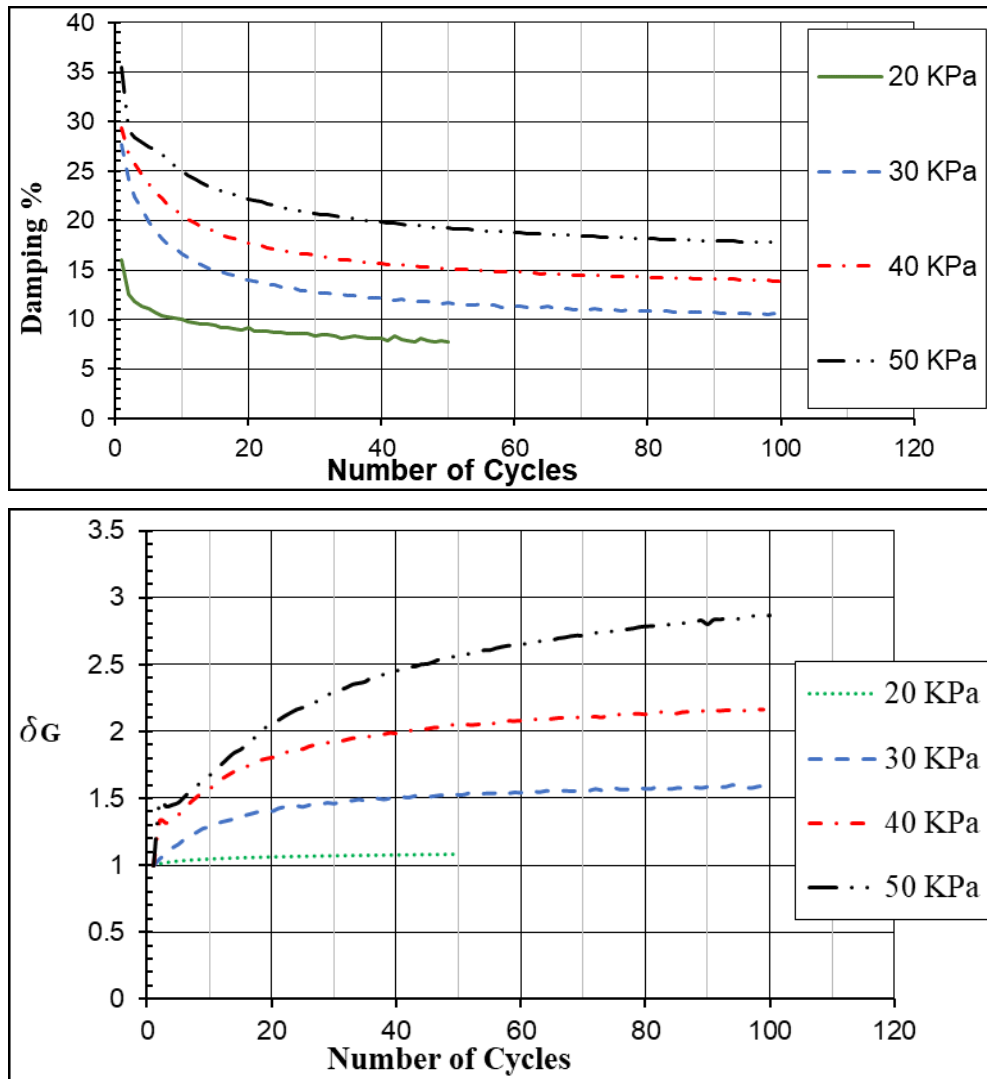 40
35
30
25
20
15
10
5
0
Damping %
0 20 40 60 80 100 120
Number of Cycles
20 KPa
30 KPa
40 KPa
50 KPa
3.5
3
2.5
2
1.5
1
0.5
0
δG
0 20 40 60 80 100 120
Number of Cycles
20 KPa
30 KPa
40 KPa
50 KPa